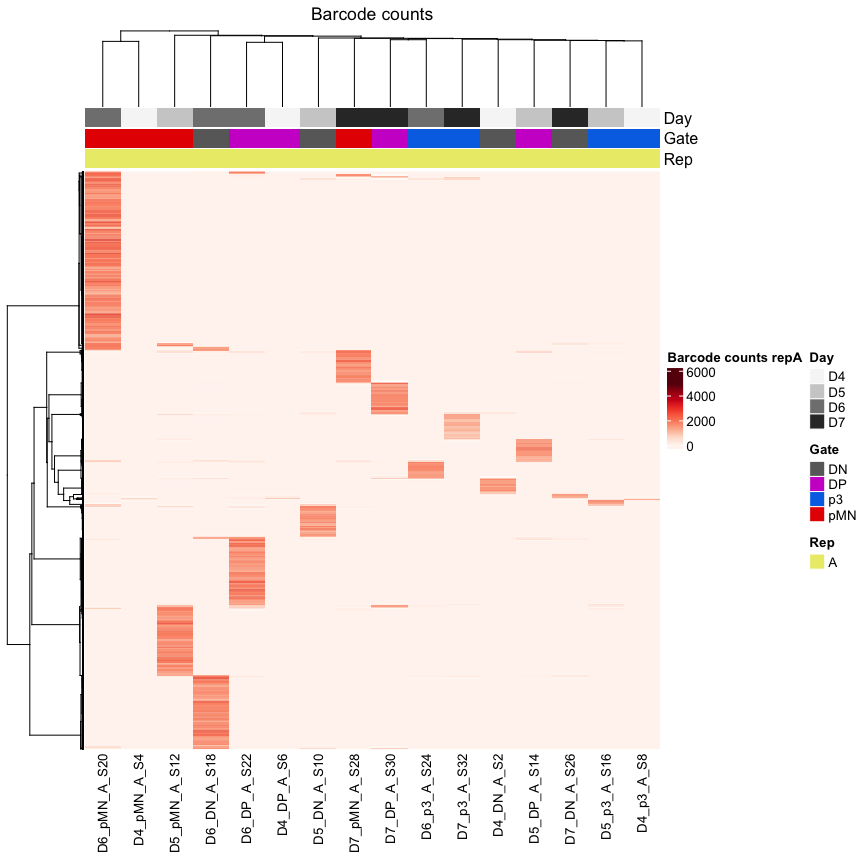 Barcode counts
Day
Gate
Rep
Barcode counts repA
6000
4000
2000
0
Day
D4
D5
D6
D7
Gate
DN
DP
p3
pMN
Rep
A
D6_pMN_A_S20
D4_pMN_A_S4
D5_pMN_A_S12
D6_DN_A_S18
D6_DP_A_S22
D4_DP_A_S6
D5_DN_A_S10
D7_pMN_A_S28
D7_DP_A_S30
D6_p3_A_S24
D7_p3_A_S32
D4_DN_A_S2
D5_DP_A_S14
D7_DN_A_S26
D5_p3_A_S16
D4_p3_A_S8